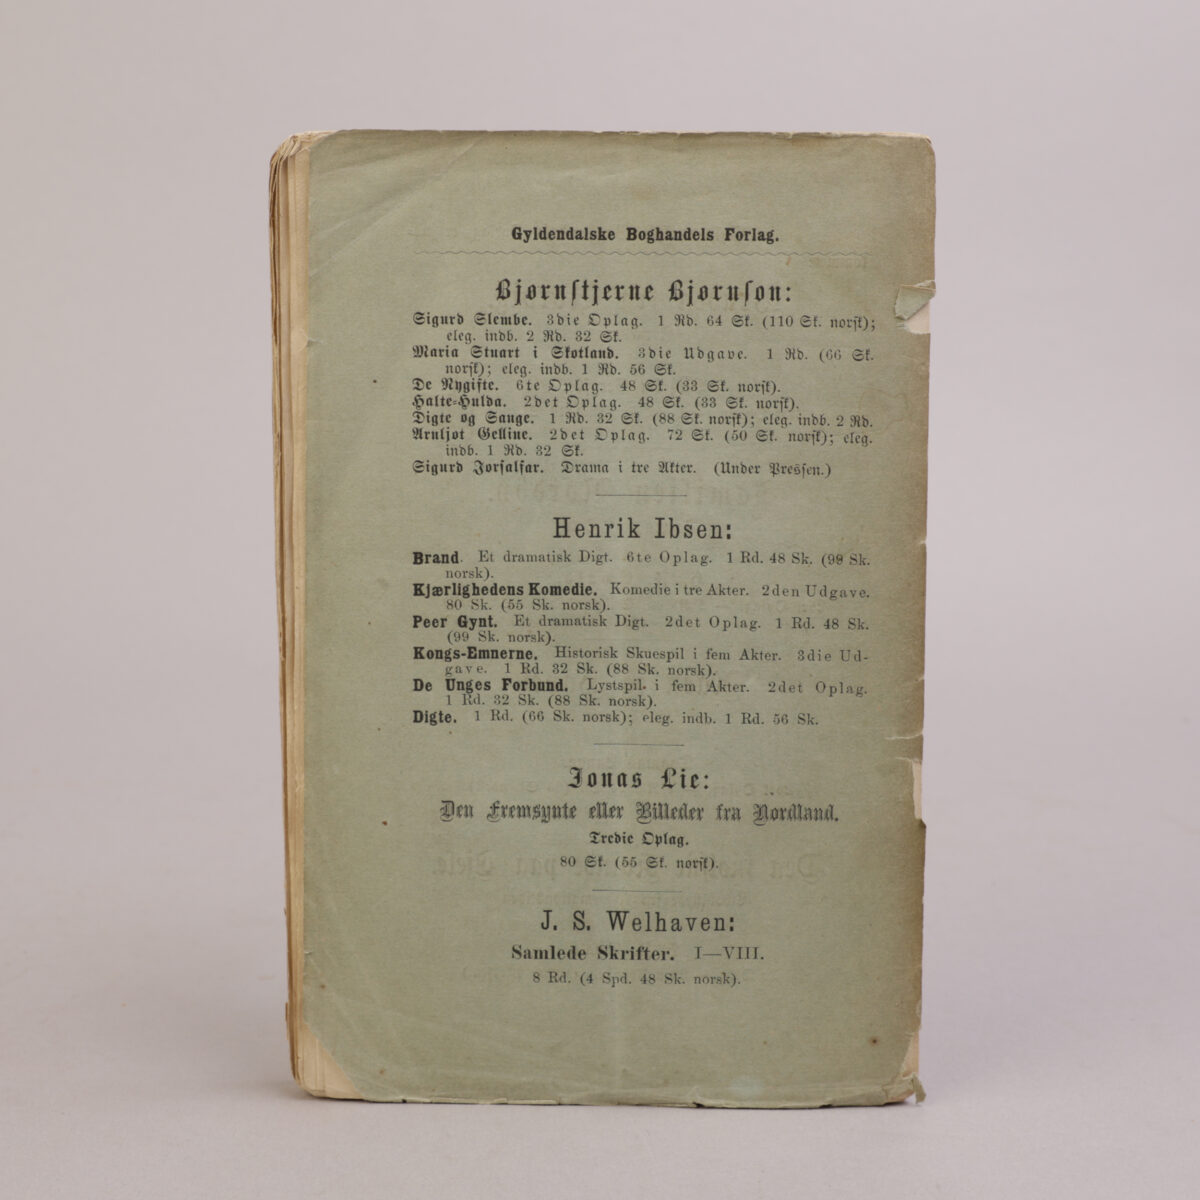 Gyldendalske Boghandels Forlag.
Bjørnstjerne Bjørnson:
Sigurd Slembe. 3die Oplag. 1 Rd. 64 Sk. (110 Sk. norsk);
eleg. indb. 2 Rd. 32 Sk.
Maria Stuart i Skotland. 3die Udgave. 1 Rd. (66 Sk.
norsk); eleg. indb. 1 Rd. 56 Sk.
De Nygifte. 6te Oplag. 48 Sk. (33 Sk. norsk).
Halte-Hulda. 2det Oplag. 48 Sk. (33 Sk. norsk).
Digte og Sange. 1 Rd. 32 Sk. (88 Sk. norsk); eleg. indb. 2 Rd.
Arnljot Gelline. 2det Oplag. 72 Sk. (50 Sk. norsk); eleg.
indb. 1 Rd. 32 Sk.
Sigurd Jorsalfar. Drama i tre Akter. (Under Pressen.)
Henrik Ibsen:
Brand. Et dramatisk Digt. 6te Oplag. 1 Rd. 48 Sk. (99 Sk.
norsk).
Kjærlighedens Komedie. Komedie i tre Akter. 2den Udgave.
80 Sk. (55 Sk. norsk).
Peer Gynt. Et dramatisk Digt. 2det Oplag. 1 Rd. 48 Sk.
(99 Sk. norsk).
Kongs-Emnerne. Historisk Skuespil i fem Akter. 3die Ud-
gave. 1 Rd. 32 Sk. (88 Sk. norsk).
De Unges Forbund. Lystspil i fem Akter. 2det Oplag.
1 Rd. 32 Sk. (88 Sk. norsk).
Digte. 1 Rd. (66 Sk. norsk); eleg. indb. 1 Rd. 56 Sk.
Jonas Lie:
Den Fremsynte eller Billeder fra Nordland.
Tredie Oplag.
80 Sk. (55 Sk. norsk).
J. S. Welhaven:
Samlede Skrifter. I—VIII.
8 Rd. (4 Spd. 48 Sk. norsk).